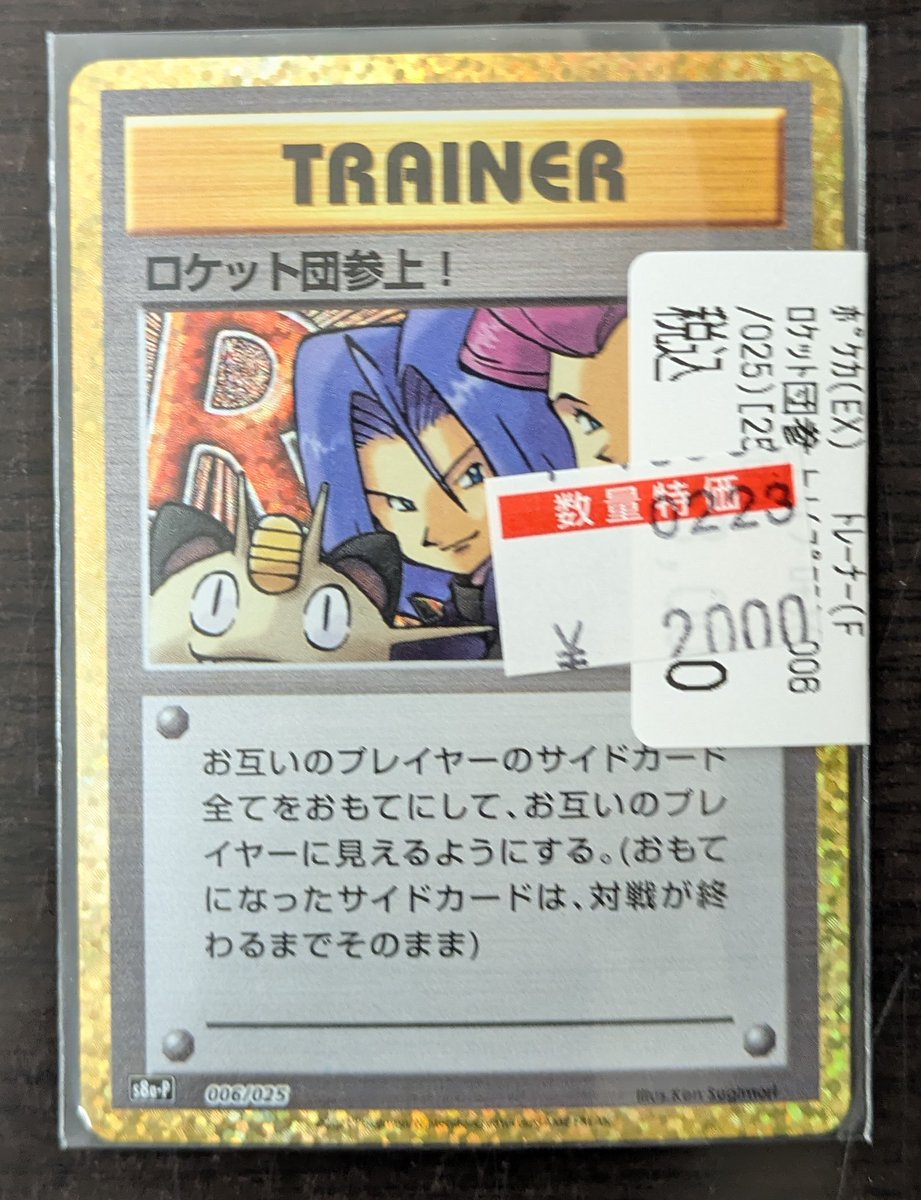 TRAINER
ロケット団参上！
ポケカ(EX) トレーナー(F
ロケット団参
/025)[25
税込
数量特価
0223
¥ 2000
0
006
お互いのプレイヤーのサイドカード
全てをおもてにして、お互いのプレ
イヤーに見えるようにする。(おもて
になったサイドカードは、対戦が終
わるまでそのまま)
s8a-P 006/025
Illus. Ken Sugimori